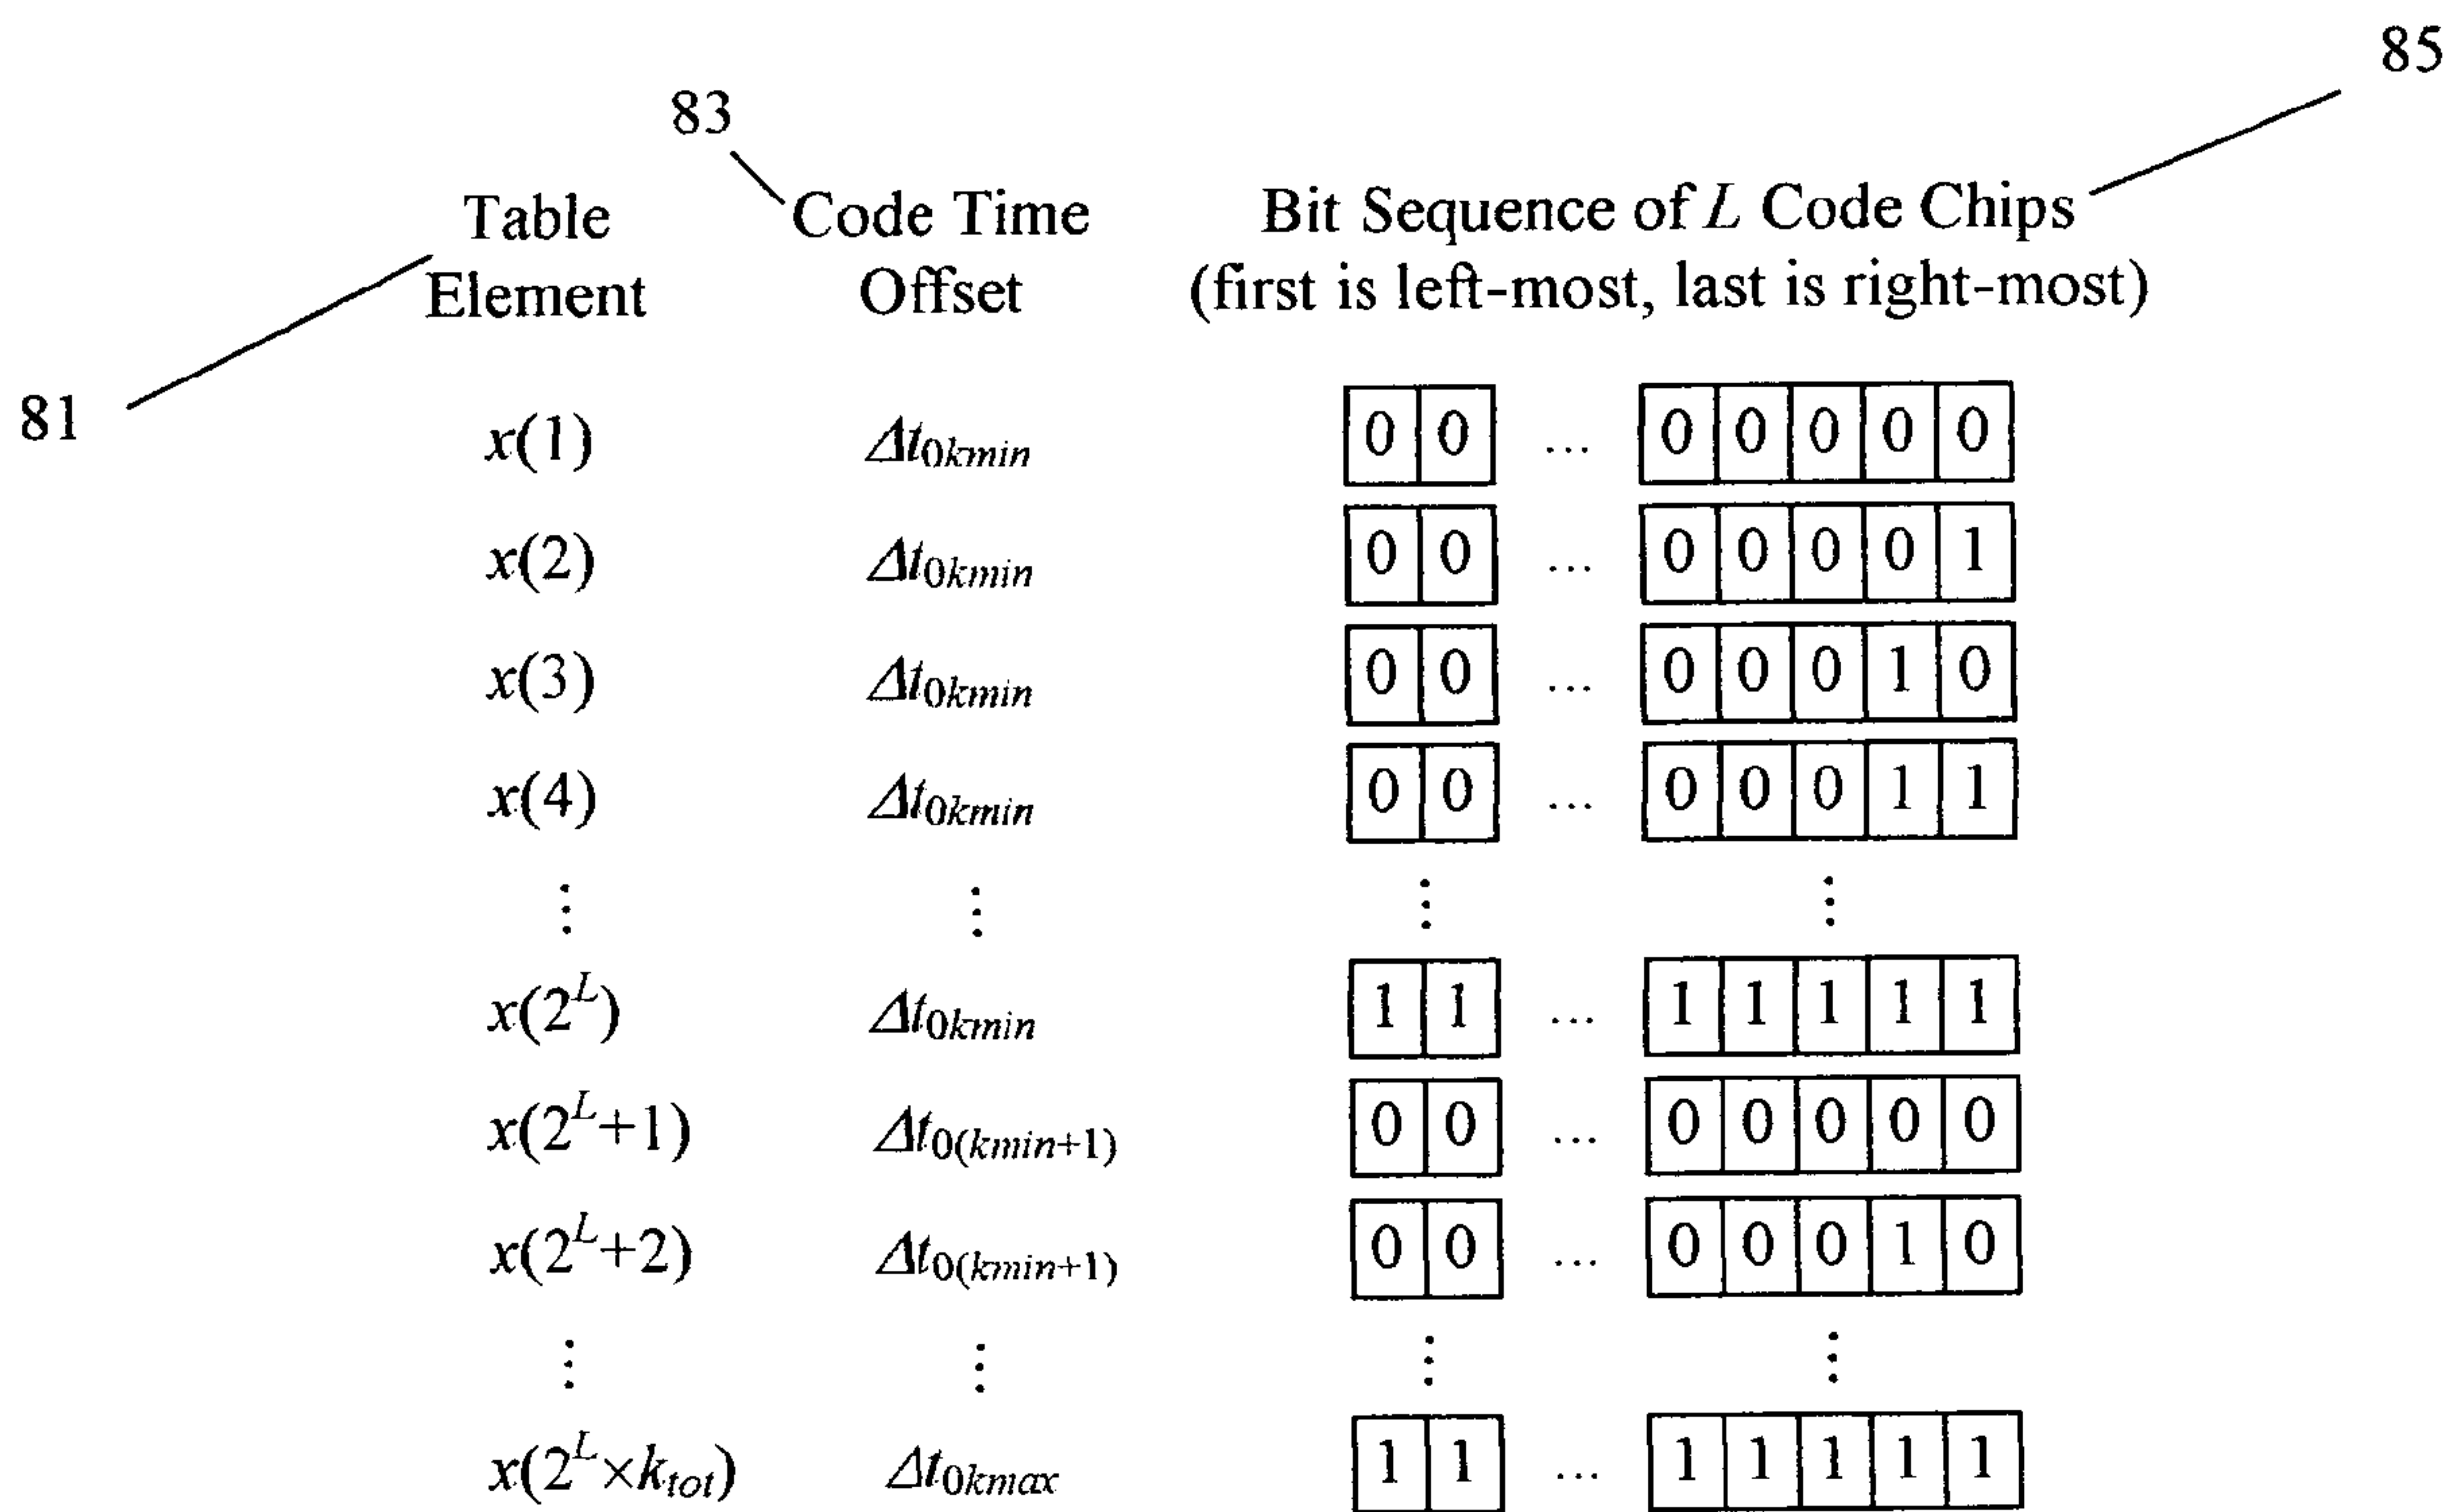 85
83
Table Element
Code Time Offset
Bit Sequence of L Code Chips
(first is left-most, last is right-most)
81
x(1) Δt0kmin 0 0 ... 0 0 0 0 0
x(2) Δt0kmin 0 0 ... 0 0 0 0 1
x(3) Δt0kmin 0 0 ... 0 0 0 1 0
x(4) Δt0kmin 0 0 ... 0 0 0 1 1
⋮ ⋮ ⋮ ⋮
x(2^L) Δt0kmin 1 1 ... 1 1 1 1 1
x(2^L+1) Δt0(kmin+1) 0 0 ... 0 0 0 0 0
x(2^L+2) Δt0(kmin+1) 0 0 ... 0 0 0 1 0
⋮ ⋮ ⋮ ⋮
x(2^L×ktot) Δt0kmax 1 1 ... 1 1 1 1 1